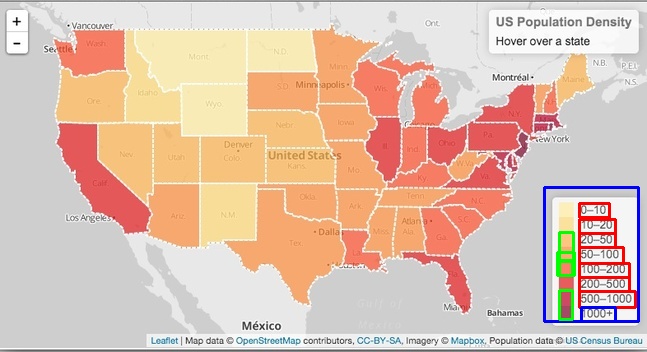 +
−
Vancouver
Ont.
US Population Density
Hover over a state
Seattle
Wash
Mont.
N.D.
Minn
Minneapolis
N.B.
P.E.
N.S.
Montréal
Maine
Ore.
Idaho
Wyo.
S.D.
Wis.
Mich
Chicago
N.Y.
New York
Nev.
Utah
Denver
Colo.
Nebr
United States
Kans.
Iowa
Ill.
Ind.
Ohio
Pa.
W.Va.
Va.
Calif
Los Angeles
Ariz
N.M.
Okla.
Ark.
Mo.
Ky
Tenn
N.C.
S.C.
Atlanta
Miss
Ala.
Ga.
Dallas
Tex.
La.
Houston
Fla.
Gulf of
Mexico
México
Bahamas
0–10
10–20
20–50
50–100
100–200
200–500
500–1000
1000+
Leaflet | Map data © OpenStreetMap contributors, CC-BY-SA, Imagery © Mapbox, Population data © US Census Bureau